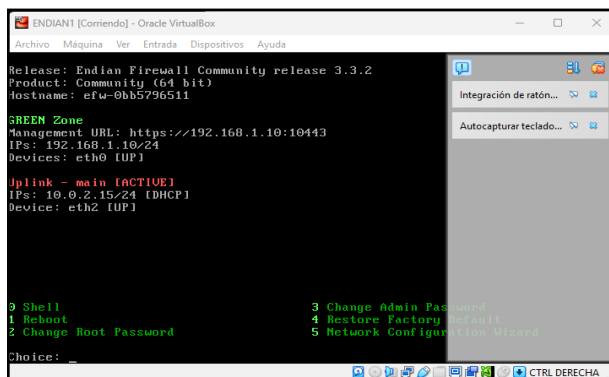 ENDIAN1 [Corriendo] - Oracle VirtualBox
Archivo Máquina Ver Entrada Dispositivos Ayuda
Release: Endian Firewall Community release 3.3.2
Product: Community (64 bit)
Hostname: efw-0bb5796511
Integración de ratón...
GREEN Zone
Management URL: https://192.168.1.10:10443
Autocapturar teclado...
IPs: 192.168.1.10/24
Devices: eth0 [UP]
Uplink - main [ACTIVE]
IPs: 10.0.2.15/24 [DHCP]
Device: eth2 [UP]
0 Shell 3 Change Admin Password
1 Reboot 4 Restore Factory Default
2 Change Root Password 5 Network Configuration Wizard
Choice: _
CTRL DERECHA